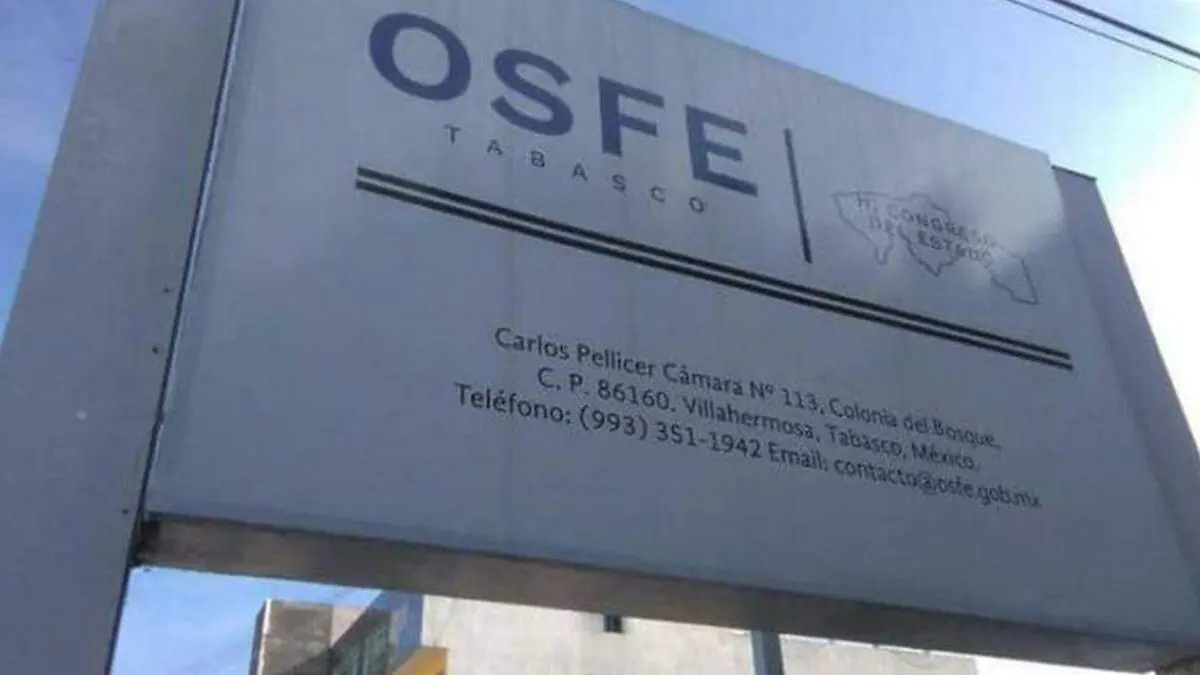 OSFE
TABASCO
H. CONGRESO
DEL ESTADO
Carlos Pellicer Cámara Nº 113, Colonia del Bosque,
C. P. 86160, Villahermosa, Tabasco, México.
Teléfono: (993) 351-1942 Email: contacto@osfe.gob.mx